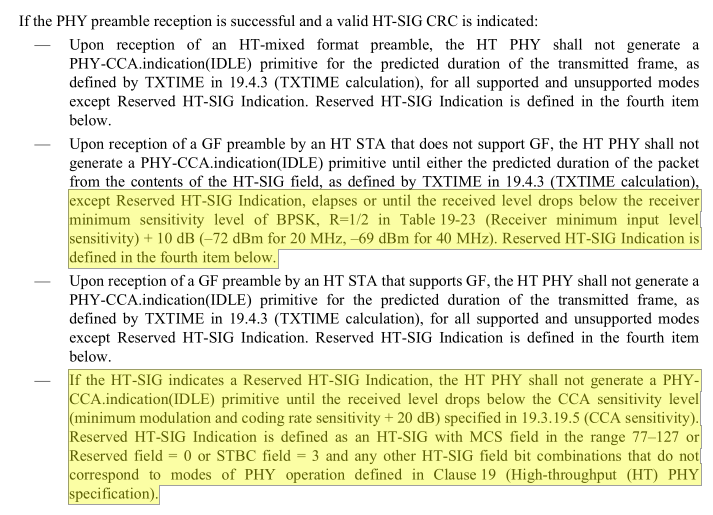 If the PHY preamble reception is successful and a valid HT-SIG CRC is indicated:
— Upon reception of an HT-mixed format preamble, the HT PHY shall not generate a
PHY-CCA.indication(IDLE) primitive for the predicted duration of the transmitted frame, as
defined by TXTIME in 19.4.3 (TXTIME calculation), for all supported and unsupported modes
except Reserved HT-SIG Indication. Reserved HT-SIG Indication is defined in the fourth item
below.
— Upon reception of a GF preamble by an HT STA that does not support GF, the HT PHY shall not
generate a PHY-CCA.indication(IDLE) primitive until either the predicted duration of the packet
from the contents of the HT-SIG field, as defined by TXTIME in 19.4.3 (TXTIME calculation),
except Reserved HT-SIG Indication, elapses or until the received level drops below the receiver
minimum sensitivity level of BPSK, R=1/2 in Table 19-23 (Receiver minimum input level
sensitivity) + 10 dB (–72 dBm for 20 MHz, –69 dBm for 40 MHz). Reserved HT-SIG Indication is
defined in the fourth item below.
— Upon reception of a GF preamble by an HT STA that supports GF, the HT PHY shall not generate a
PHY-CCA.indication(IDLE) primitive for the predicted duration of the transmitted frame, as
defined by TXTIME in 19.4.3 (TXTIME calculation), for all supported and unsupported modes
except Reserved HT-SIG Indication. Reserved HT-SIG Indication is defined in the fourth item
below.
— If the HT-SIG indicates a Reserved HT-SIG Indication, the HT PHY shall not generate a PHY-
CCA.indication(IDLE) primitive until the received level drops below the CCA sensitivity level
(minimum modulation and coding rate sensitivity + 20 dB) specified in 19.3.19.5 (CCA sensitivity).
Reserved HT-SIG Indication is defined as an HT-SIG with MCS field in the range 77–127 or
Reserved field = 0 or STBC field = 3 and any other HT-SIG field bit combinations that do not
correspond to modes of PHY operation defined in Clause 19 (High-throughput (HT) PHY
specification).